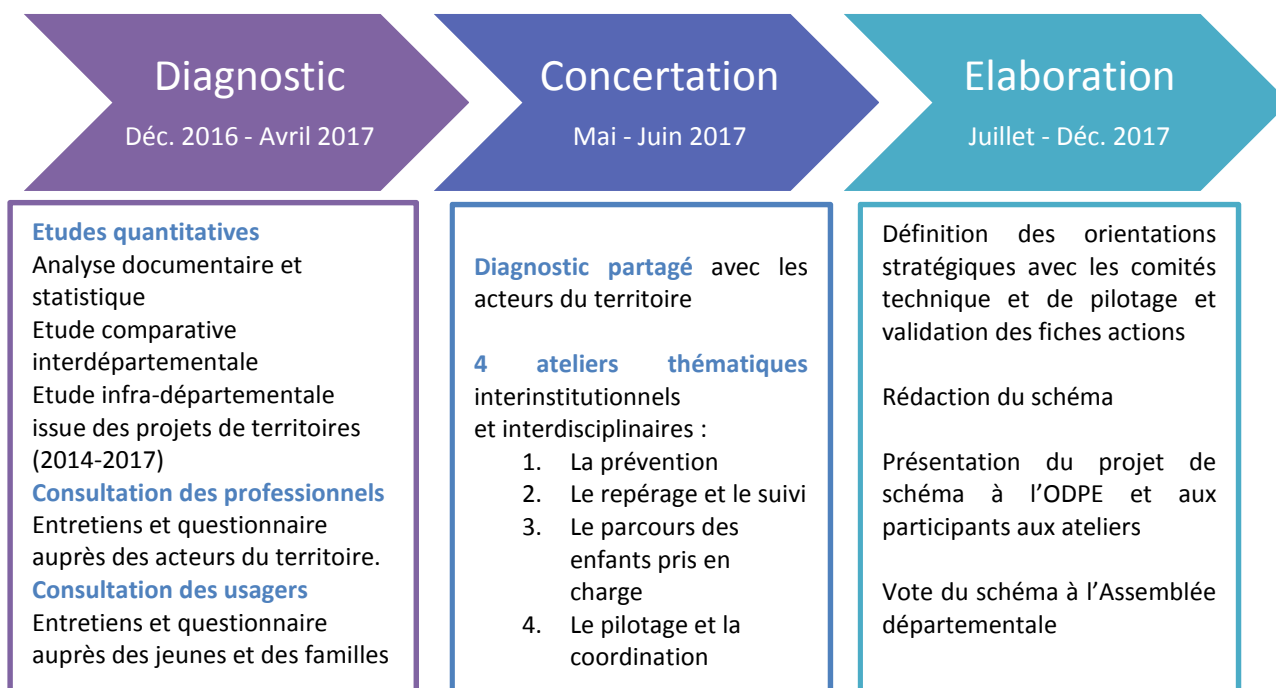 Diagnostic
Déc. 2016 - Avril 2017
Concertation
Mai - Juin 2017
Elaboration
Juillet - Déc. 2017
Etudes quantitatives
Analyse documentaire et
statistique
Etude comparative
interdépartementale
Etude infra-départementale
issue des projets de territoires
(2014-2017)
Consultation des professionnels
Entretiens et questionnaire
auprès des acteurs du territoire.
Consultation des usagers
Entretiens et questionnaire
auprès des jeunes et des familles
Diagnostic partagé avec les
acteurs du territoire
4 ateliers thématiques
interinstitutionnels
et interdisciplinaires :
1. La prévention
2. Le repérage et le suivi
3. Le parcours des
enfants pris en
charge
4. Le pilotage et la
coordination
Définition des orientations
stratégiques avec les comités
technique et de pilotage et
validation des fiches actions
Rédaction du schéma
Présentation du projet de
schéma à l’ODPE et aux
participants aux ateliers
Vote du schéma à l’Assemblée
départementale